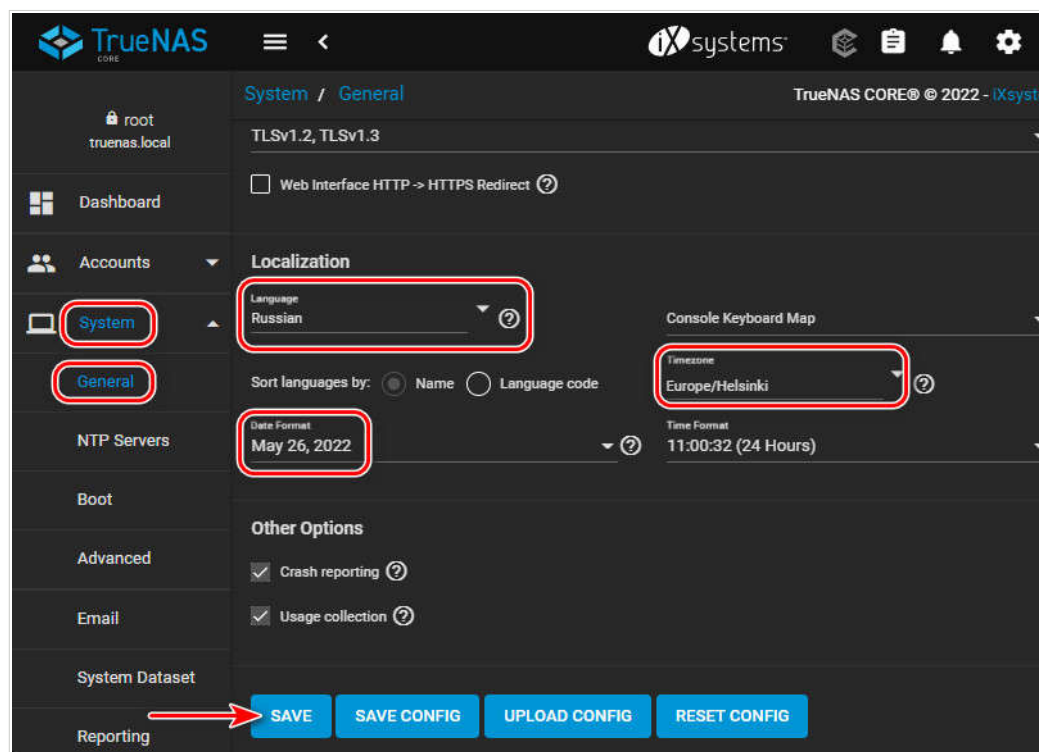 TrueNAS
CORE
iX systems
System / General
TrueNAS CORE® © 2022 - iXsyst
root
truenas.local
TLSv1.2, TLSv1.3
Web Interface HTTP -> HTTPS Redirect
Dashboard
Accounts
Localization
Language
Russian
Console Keyboard Map
System
Timezone
Europe/Helsinki
General
Sort languages by: Name Language code
Date Format
May 26, 2022
Time Format
11:00:32 (24 Hours)
NTP Servers
Boot
Other Options
Advanced
Crash reporting
Email
Usage collection
System Dataset
SAVE SAVE CONFIG UPLOAD CONFIG RESET CONFIG
Reporting